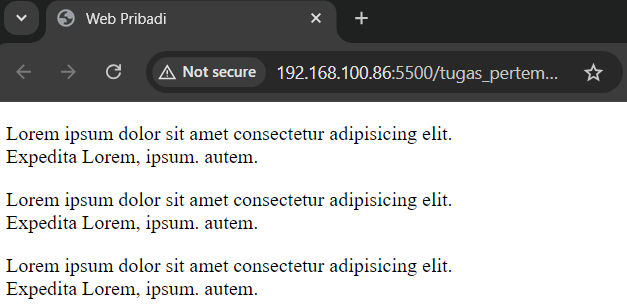 Web Pribadi
Not secure 192.168.100.86:5500/tugas_pertem...
Lorem ipsum dolor sit amet consectetur adipisicing elit.
Expedita Lorem, ipsum. autem.
Lorem ipsum dolor sit amet consectetur adipisicing elit.
Expedita Lorem, ipsum. autem.
Lorem ipsum dolor sit amet consectetur adipisicing elit.
Expedita Lorem, ipsum. autem.